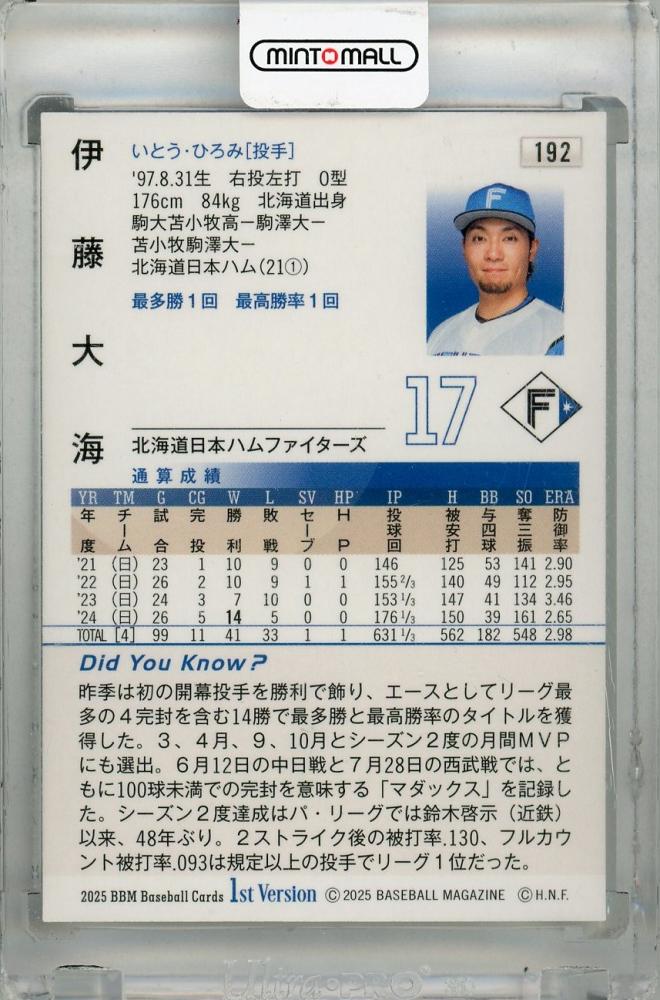 MINTMALL
伊藤大海
いとう・ひろみ[投手]
192
'97.8.31生 右投左打 O型
176cm 84kg 北海道出身
駒大苫小牧高ー駒澤大ー
苫小牧駒澤大ー
北海道日本ハム(21①)
最多勝1回 最高勝率1回
F
17
F
北海道日本ハムファイターズ
通算成績
YR TM G CG W L SV HP IP H BB SO ERA
年度 チーム 試合 完投 勝利 敗戦 セーブ HP 投球回 被安打 与四球 奪三振 防御率
'21 (日) 23 1 10 9 0 0 146 125 53 141 2.90
'22 (日) 26 2 10 9 1 1 155 2/3 140 49 112 2.95
'23 (日) 24 3 7 10 0 0 153 1/3 147 41 134 3.46
'24 (日) 26 5 14 5 0 0 176 1/3 150 39 161 2.65
TOTAL [4] 99 11 41 33 1 1 631 1/3 562 182 548 2.98
Did You Know?
昨季は初の開幕投手を勝利で飾り、エースとしてリーグ最
多の4完封を含む14勝で最多勝と最高勝率のタイトルを獲
得した。3、4月、9、10月とシーズン2度の月間MVP
にも選出。6月12日の中日戦と7月28日の西武戦では、と
もに100球未満での完封を意味する「マダックス」を記録し
た。シーズン2度達成はパ・リーグでは鈴木啓示（近鉄）
以来、48年ぶり。2ストライク後の被打率.130、フルカウ
ント被打率.093は規定以上の投手でリーグ1位だった。
2025 BBM Baseball Cards 1st Version ©2025 BASEBALL MAGAZINE ©H.N.F.
Ultra·PRO